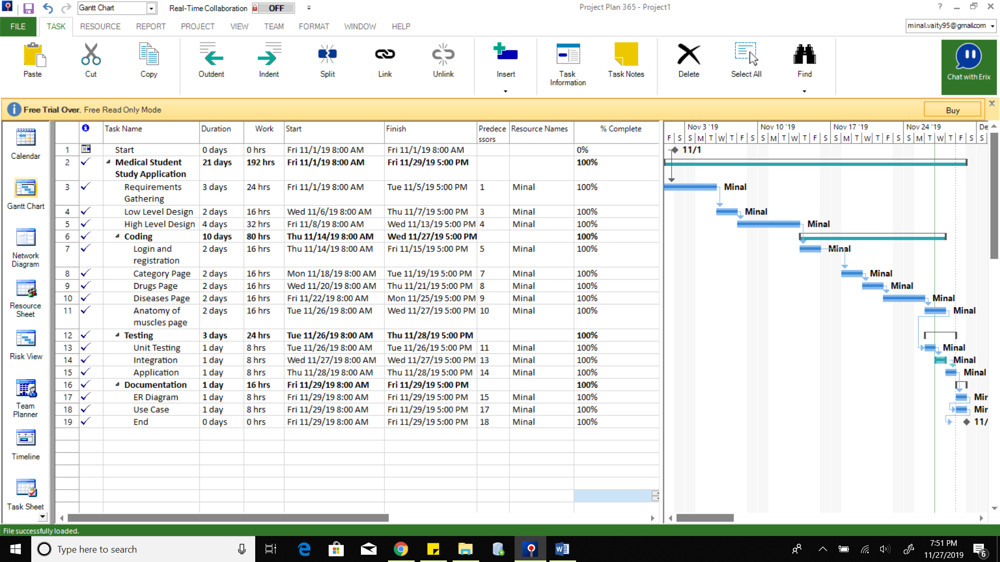 Gantt Chart
Real-Time Collaboration OFF
Project Plan 365 - Project1
FILE TASK RESOURCE REPORT PROJECT VIEW TEAM FORMAT WINDOW HELP
minal.vaity95@gmail.com
Paste Cut Copy Outdent Indent Split Link Unlink Insert Task Information Task Notes Delete Select All Find Chat with Erix
Free Trial Over. Free Read Only Mode
Buy
Calendar
Gantt Chart
Network Diagram
Resource Sheet
Risk View
Team Planner
Timeline
Task Sheet
Task Name Duration Work Start Finish Predecessors Resource Names % Complete
1 Start 0 days 0 hrs Fri 11/1/19 8:00 AM Fri 11/1/19 8:00 AM 0%
2 Medical Student Study Application 21 days 192 hrs Fri 11/1/19 8:00 AM Fri 11/29/19 5:00 PM 100%
3 Requirements Gathering 3 days 24 hrs Fri 11/1/19 8:00 AM Tue 11/5/19 5:00 PM 1 Minal 100%
4 Low Level Design 2 days 16 hrs Wed 11/6/19 8:00 AM Thu 11/7/19 5:00 PM 3 Minal 100%
5 High Level Design 4 days 32 hrs Fri 11/8/19 8:00 AM Wed 11/13/19 5:00 PM 4 Minal 100%
6 Coding 10 days 80 hrs Thu 11/14/19 8:00 AM Wed 11/27/19 5:00 PM 100%
7 Login and registration 2 days 16 hrs Thu 11/14/19 8:00 AM Fri 11/15/19 5:00 PM 5 Minal 100%
8 Category Page 2 days 16 hrs Mon 11/18/19 8:00 AM Tue 11/19/19 5:00 PM 7 Minal 100%
9 Drugs Page 2 days 16 hrs Wed 11/20/19 8:00 AM Thu 11/21/19 5:00 PM 8 Minal 100%
10 Diseases Page 2 days 16 hrs Fri 11/22/19 8:00 AM Mon 11/25/19 5:00 PM 9 Minal 100%
11 Anatomy of muscles page 2 days 16 hrs Tue 11/26/19 8:00 AM Wed 11/27/19 5:00 PM 10 Minal 100%
12 Testing 3 days 24 hrs Tue 11/26/19 8:00 AM Thu 11/28/19 5:00 PM 100%
13 Unit Testing 1 day 8 hrs Tue 11/26/19 8:00 AM Tue 11/26/19 5:00 PM 11 Minal 100%
14 Integration 1 day 8 hrs Wed 11/27/19 8:00 AM Wed 11/27/19 5:00 PM 13 Minal 100%
15 Application 1 day 8 hrs Thu 11/28/19 8:00 AM Thu 11/28/19 5:00 PM 14 Minal 100%
16 Documentation 1 day 16 hrs Fri 11/29/19 8:00 AM Fri 11/29/19 5:00 PM 100%
17 ER Diagram 1 day 8 hrs Fri 11/29/19 8:00 AM Fri 11/29/19 5:00 PM 15 Minal 100%
18 Use Case 1 day 8 hrs Fri 11/29/19 8:00 AM Fri 11/29/19 5:00 PM 17 Minal 100%
19 End 0 days 0 hrs Fri 11/29/19 8:00 AM Fri 11/29/19 5:00 PM 18 Minal 100%
Nov 3 '19 Nov 10 '19 Nov 17 '19 Nov 24 '19 De
F S S M T W T F S S M T W T F S S M T W T F S S M T W T F S S
11/1
Minal
Minal
Minal
Minal
Minal
Minal
Minal
Minal
Minal
Minal
Minal
Mir
Mir
11/
File successfully loaded.
Type here to search
7:51 PM
11/27/2019
6